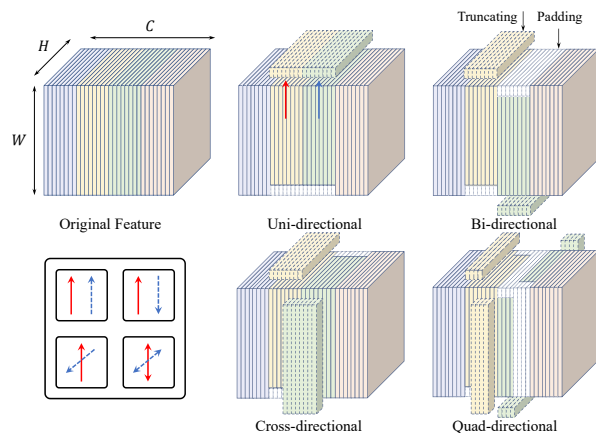 Truncating
Padding
H
C
W
Original Feature
Uni-directional
Bi-directional
Cross-directional
Quad-directional